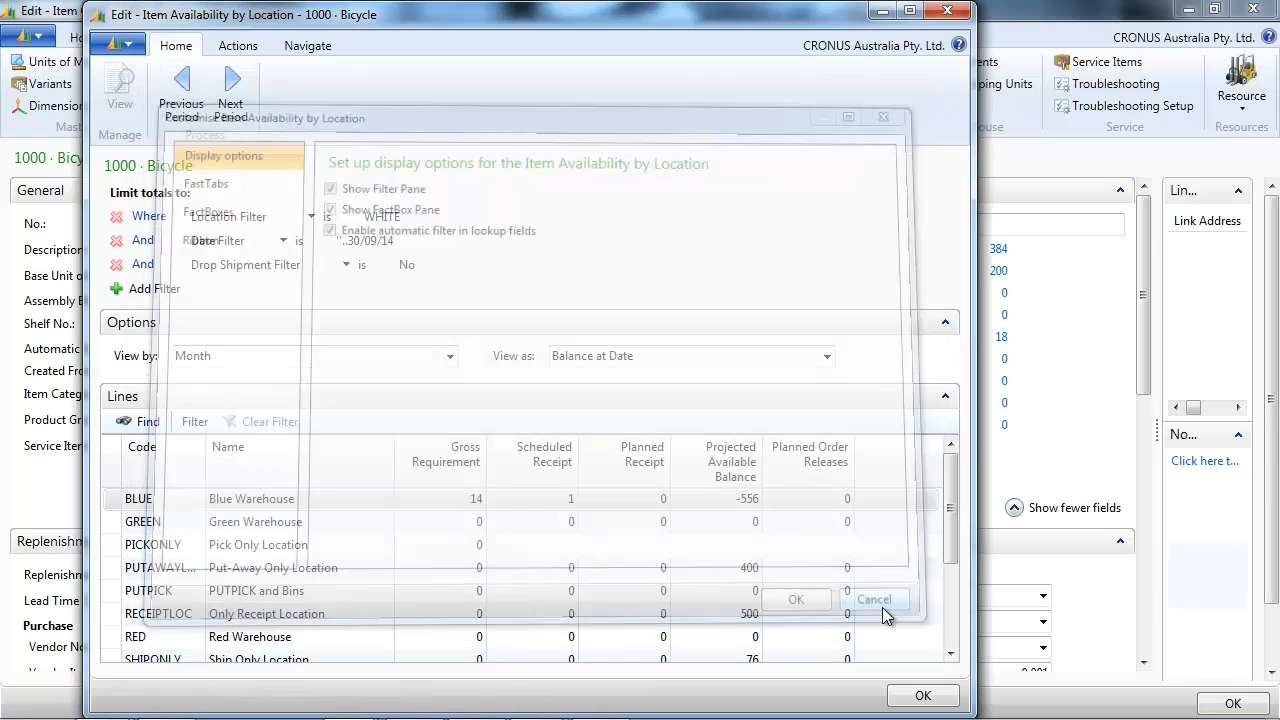 Edit - Item
Edit - Item Availability by Location - 1000 · Bicycle
Home Actions Navigate CRONUS Australia Pty. Ltd.
CRONUS Australia Pty. Ltd.
Units of M
Variants
Dimension
View
Manage
Previous Period
Next Period
Process
Service Items
Troubleshooting
Troubleshooting Setup
Service
Resource
Resources
ping Units
Customise Item Availability by Location
1000 · Bicycle
Display options
FastTabs
FactBoxes
Set up display options for the Item Availability by Location
Show Filter Pane
Show FactBox Pane
Enable automatic filter in lookup fields
Limit totals to:
Where Location Filter is WHITE
And Date Filter is ''..30/09/14
And Drop Shipment Filter is No
Add Filter
Options
View by: Month View as: Balance at Date
Lines
Find Filter Clear Filter
Code Name Gross Requirement Scheduled Receipt Planned Receipt Projected Available Balance Planned Order Releases
BLUE Blue Warehouse 14 1 0 -556 0
GREEN Green Warehouse 0 0 0 0 0
PICKONLY Pick Only Location 0
PUTAWAYL... Put-Away Only Location 0 0 0 400 0
PUTPICK PUTPICK and Bins 0 0 0 0 0
RECEIPTLOC Only Receipt Location 0 0 0 500 0
RED Red Warehouse 0 0 0 0 0
SHIPONLY Ship Only Location 0 0 0 76 0
OK Cancel
OK
1000 · Bicy
General
No.:
Description
Base Unit o
Assembly
Shelf No.:
Automatic
Created Fro
Item Categ
Product Gr
Service Iten
Replenishm
Replenishm
Lead Time
Purchase
Vendor No
384
200
0
0
18
0
0
0
0
Show fewer fields
0.001
Lin...
Link Address
No...
Click here t...
OK